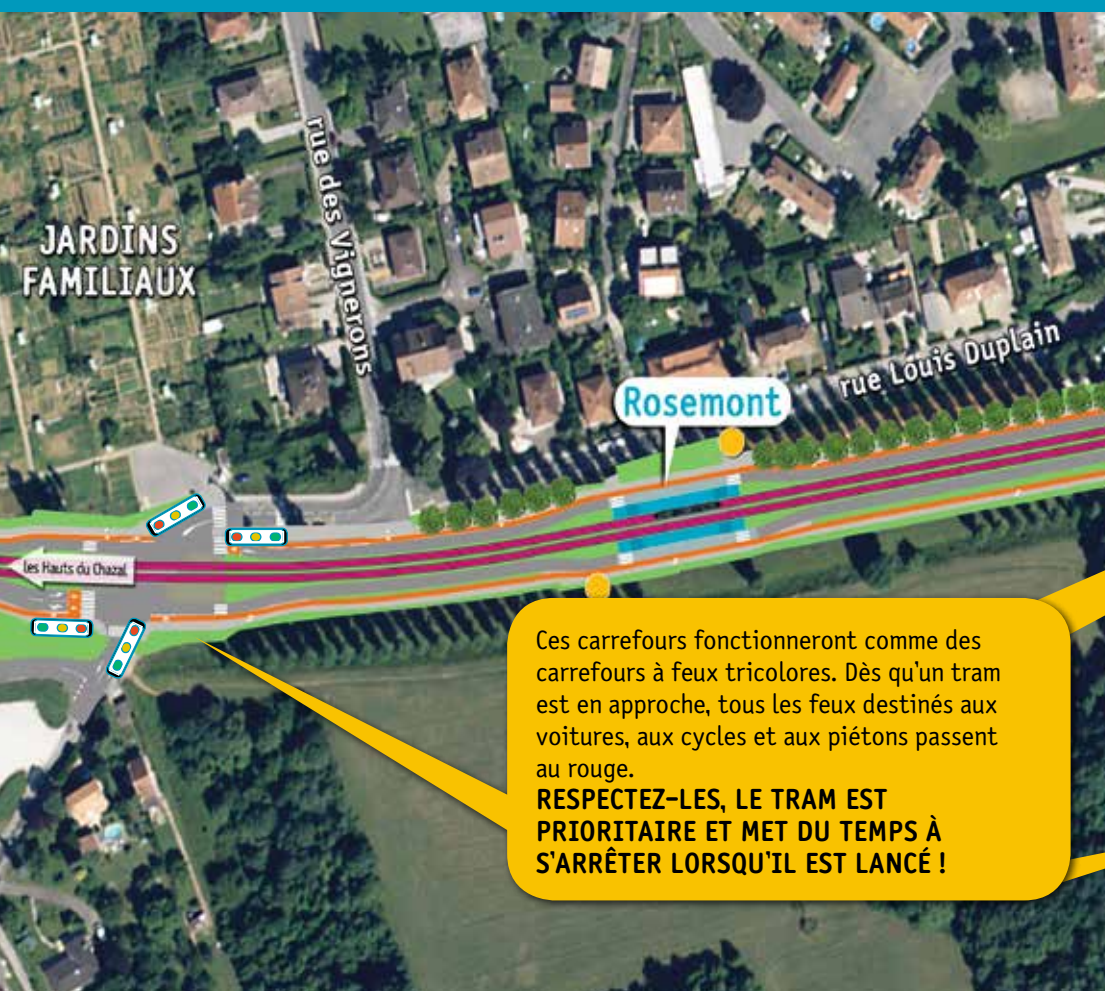 JARDINS
FAMILIAUX
rue des Vignerons
Rosemont
rue Louis Duplain
les Hauts du Chazal
Ces carrefours fonctionneront comme des
carrefours à feux tricolores. Dès qu'un tram
est en approche, tous les feux destinés aux
voitures, aux cycles et aux piétons passent
au rouge.
RESPECTEZ-LES, LE TRAM EST
PRIORITAIRE ET MET DU TEMPS À
S'ARRÊTER LORSQU'IL EST LANCÉ !